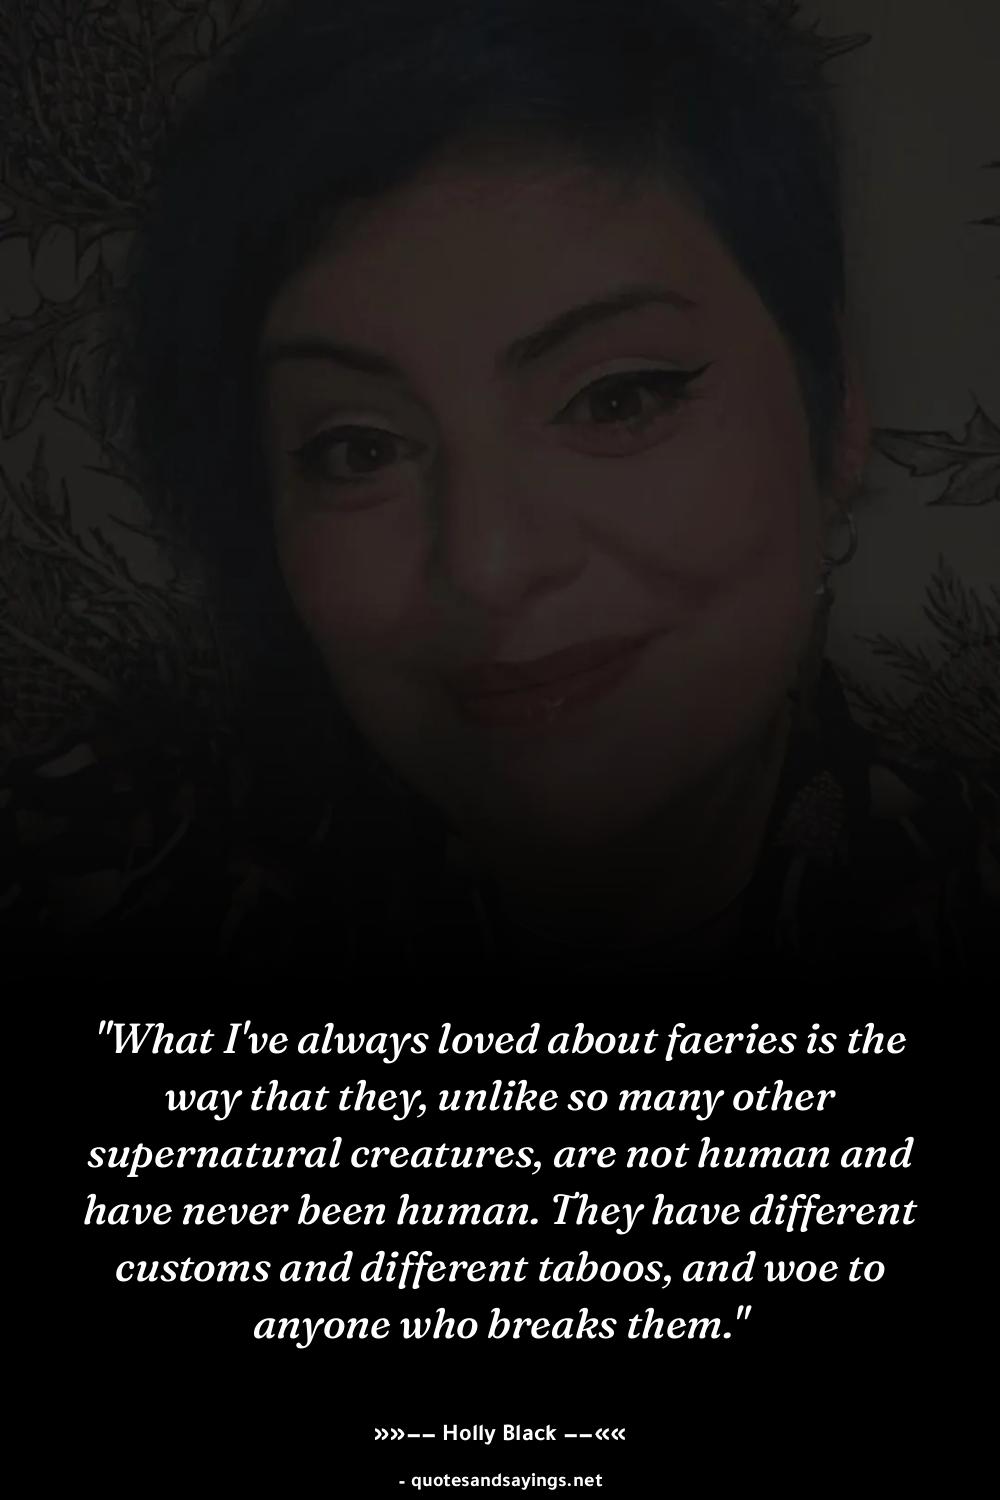 "What I've always loved about faeries is the
way that they, unlike so many other
supernatural creatures, are not human and
have never been human. They have different
customs and different taboos, and woe to
anyone who breaks them."
»»–– Holly Black ––««
- quotesandsayings.net